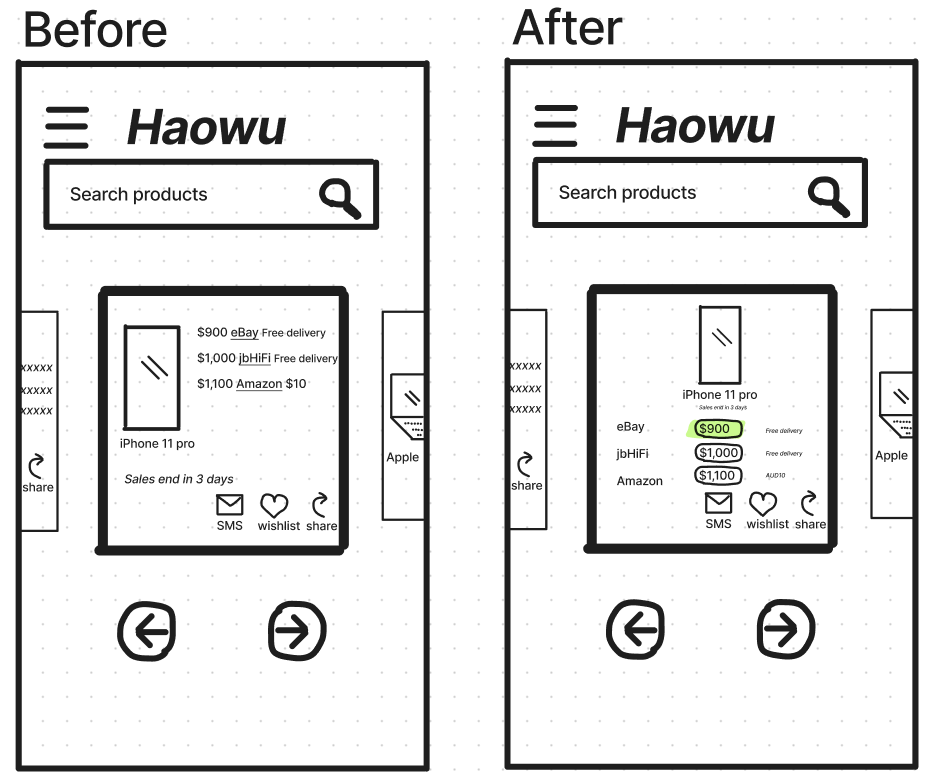 Before
Haowu
Search products
xxxxx
xxxxx
xxxxx
share
$900 eBay Free delivery
$1,000 jbHiFi Free delivery
$1,100 Amazon $10
iPhone 11 pro
Sales end in 3 days
SMS wishlist share
Apple
After
Haowu
Search products
xxxxx
xxxxx
xxxxx
share
iPhone 11 pro
Sales end in 3 days
eBay $900 Free delivery
jbHiFi $1,000 Free delivery
Amazon $1,100 AUD10
SMS wishlist share
Apple